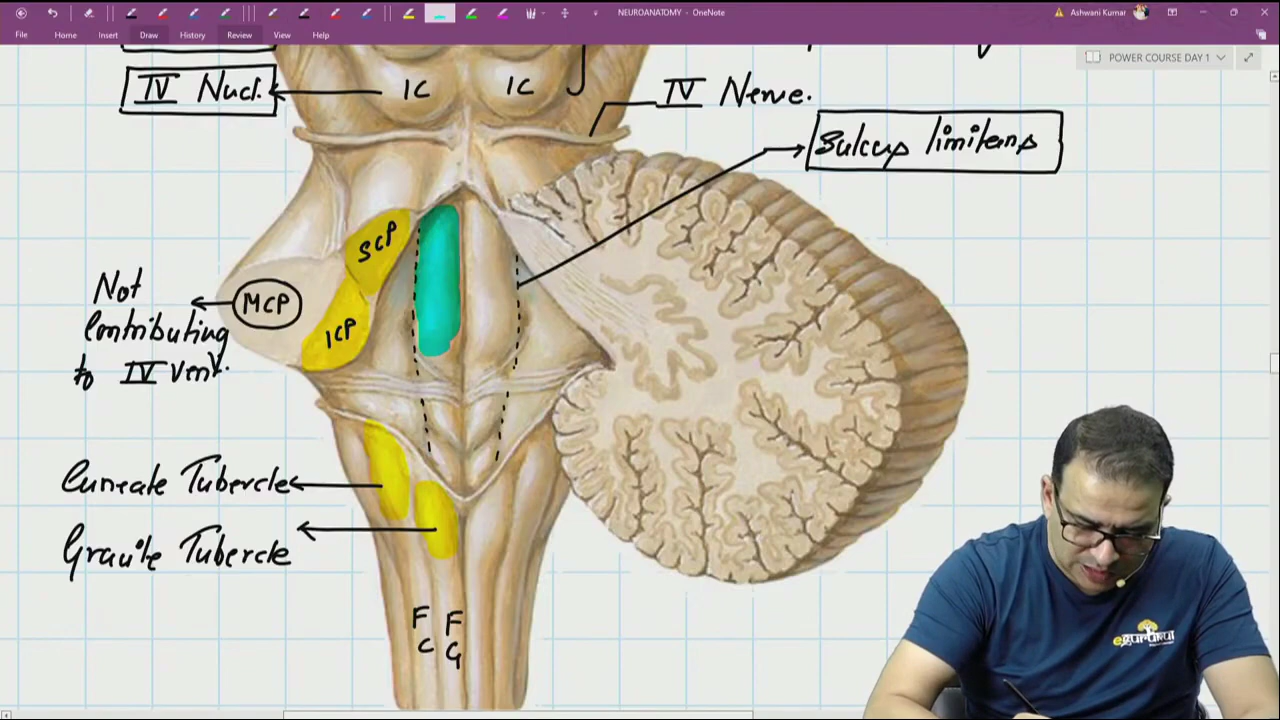 NEUROANATOMY - OneNote
Ashwani Kumar
File Home Insert Draw History Review View Help
POWER COURSE DAY 1
IV Nucl.
IC IC
IV Nerve.
Sulcus limitans
SCP
MCP
ICP
Not
Contributing
to IV Vent.
Cuneate Tubercle
Gracile Tubercle
F F
C G
egurukul